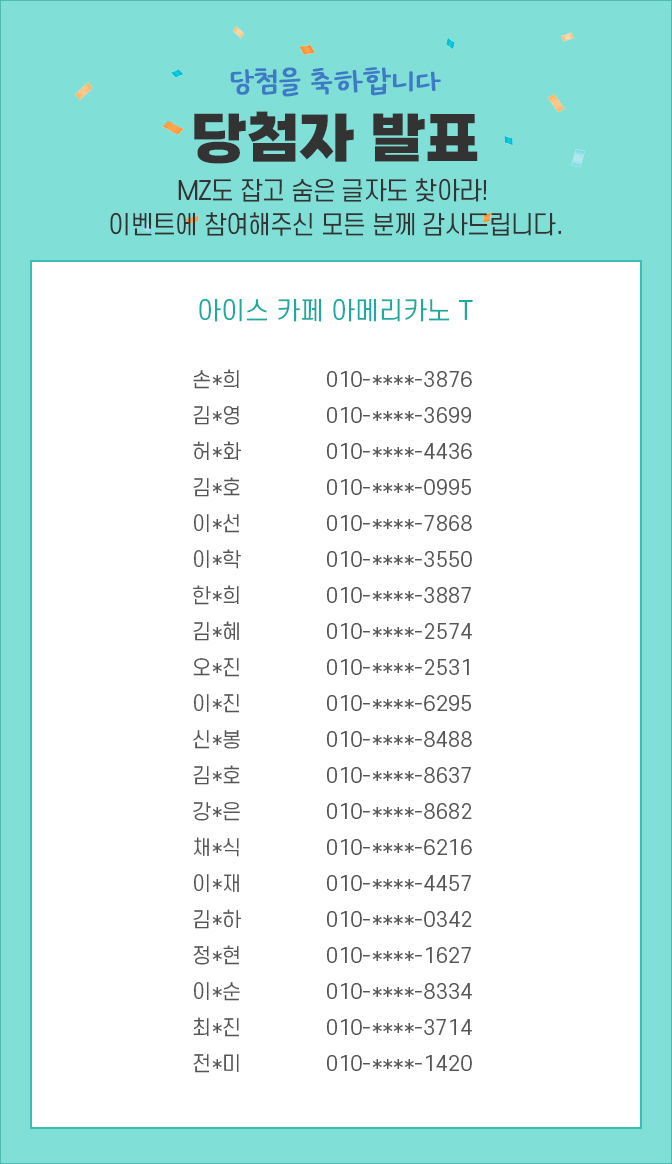 당첨을 축하합니다
당첨자 발표
MZ도 잡고 숨은 글자도 찾아라!
이벤트에 참여해주신 모든 분께 감사드립니다.
아이스 카페 아메리카노 T
손*희 010-****-3876
김*영 010-****-3699
허*화 010-****-4436
김*호 010-****-0995
이*선 010-****-7868
이*학 010-****-3550
한*희 010-****-3887
김*혜 010-****-2574
오*진 010-****-2531
이*진 010-****-6295
신*봉 010-****-8488
김*호 010-****-8637
강*은 010-****-8682
채*식 010-****-6216
이*재 010-****-4457
김*하 010-****-0342
정*현 010-****-1627
이*순 010-****-8334
최*진 010-****-3714
전*미 010-****-1420